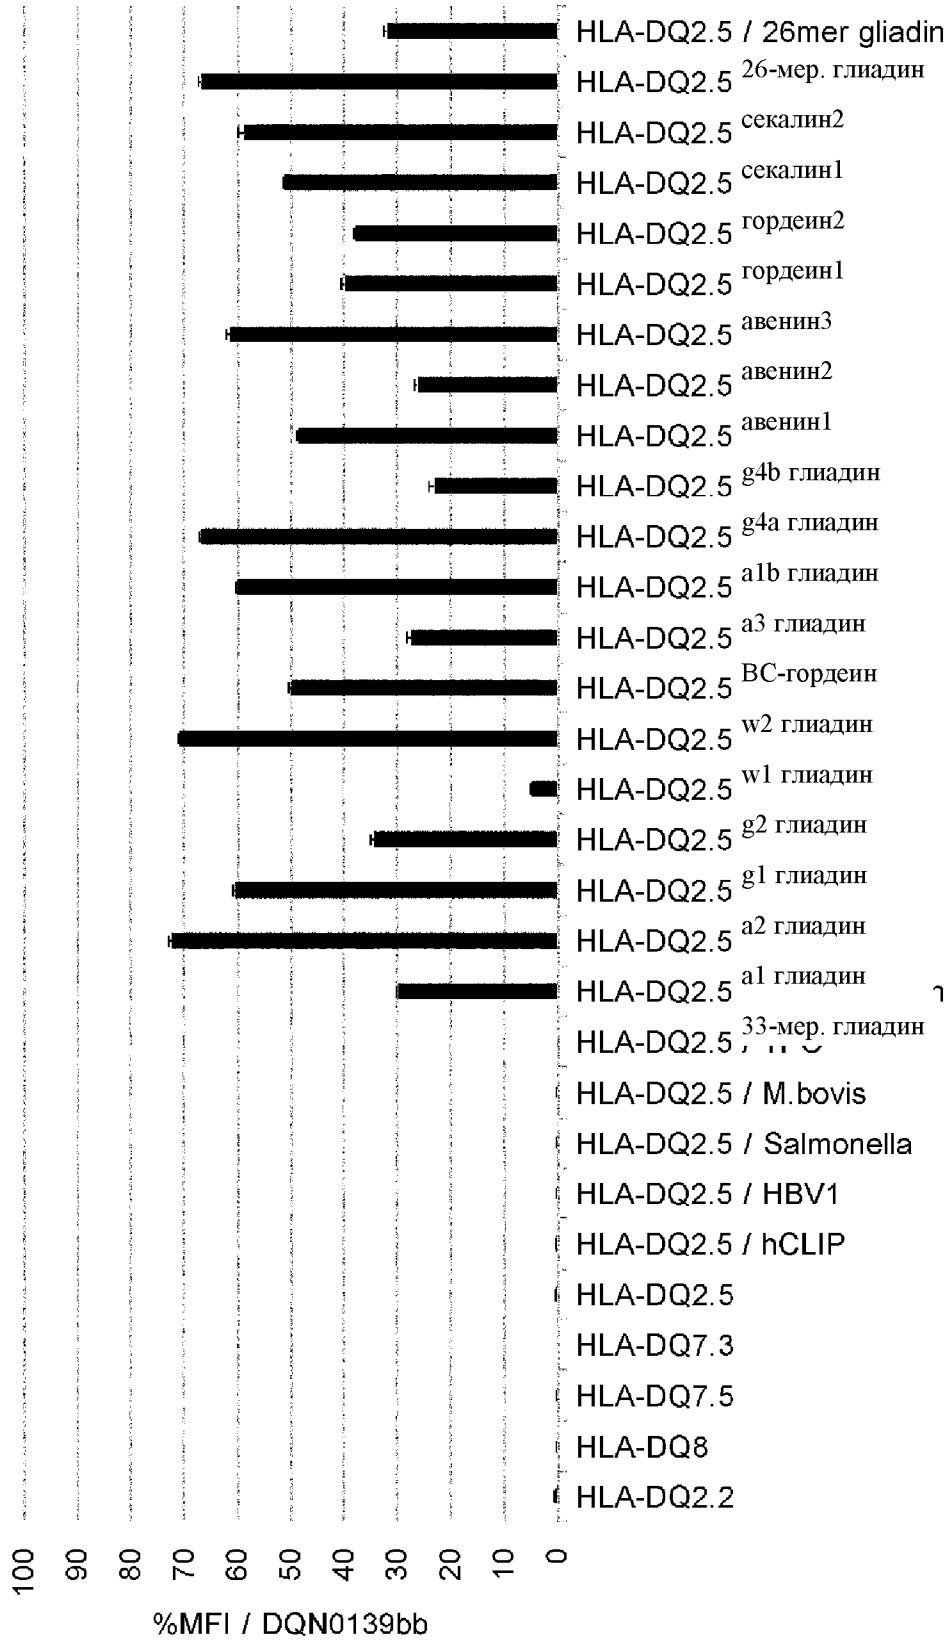 HLA-DQ2.5 / 26mer gliadin
HLA-DQ2.5 26-мер. глиадин
HLA-DQ2.5 секалин2
HLA-DQ2.5 секалин1
HLA-DQ2.5 гордеин2
HLA-DQ2.5 гордеин1
HLA-DQ2.5 авенин3
HLA-DQ2.5 авенин2
HLA-DQ2.5 авенин1
HLA-DQ2.5 g4b глиадин
HLA-DQ2.5 g4a глиадин
HLA-DQ2.5 a1b глиадин
HLA-DQ2.5 a3 глиадин
HLA-DQ2.5 BC-гордеин
HLA-DQ2.5 w2 глиадин
HLA-DQ2.5 w1 глиадин
HLA-DQ2.5 g2 глиадин
HLA-DQ2.5 g1 глиадин
HLA-DQ2.5 a2 глиадин
HLA-DQ2.5 a1 глиадин
HLA-DQ2.5 33-мер. глиадин
HLA-DQ2.5 / M.bovis
HLA-DQ2.5 / Salmonella
HLA-DQ2.5 / HBV1
HLA-DQ2.5 / hCLIP
HLA-DQ2.5
HLA-DQ7.3
HLA-DQ7.5
HLA-DQ8
HLA-DQ2.2
100 90 80 70 60 50 40 30 20 10 0
%MFI / DQN0139bb